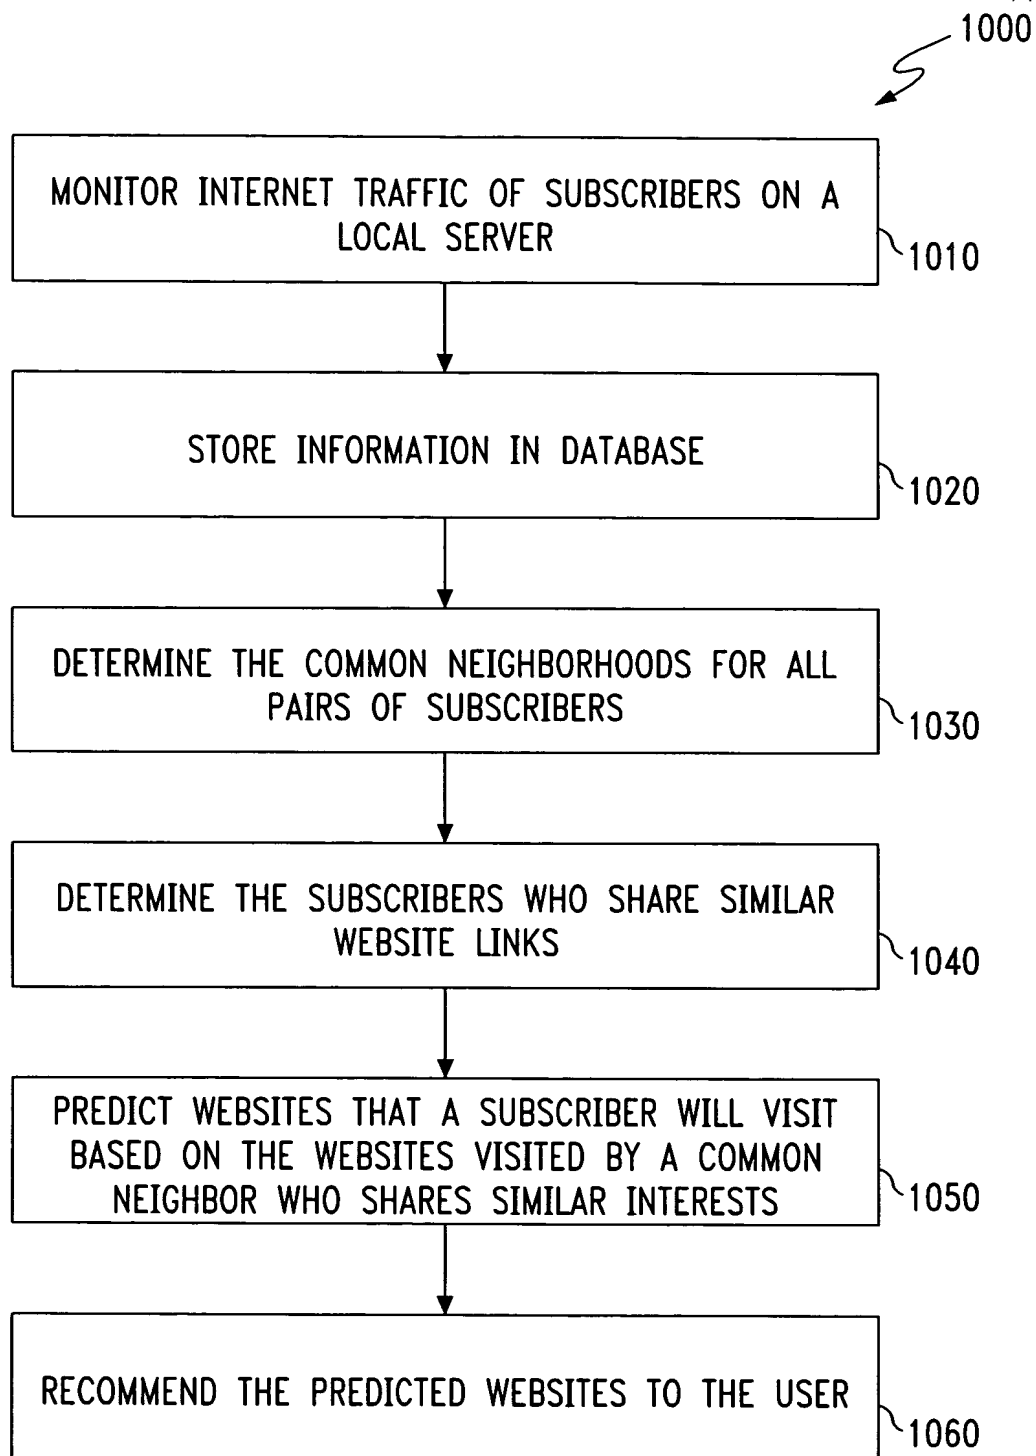 1000
MONITOR INTERNET TRAFFIC OF SUBSCRIBERS ON A
LOCAL SERVER
1010
STORE INFORMATION IN DATABASE
1020
DETERMINE THE COMMON NEIGHBORHOODS FOR ALL
PAIRS OF SUBSCRIBERS
1030
DETERMINE THE SUBSCRIBERS WHO SHARE SIMILAR
WEBSITE LINKS
1040
PREDICT WEBSITES THAT A SUBSCRIBER WILL VISIT
BASED ON THE WEBSITES VISITED BY A COMMON
NEIGHBOR WHO SHARES SIMILAR INTERESTS
1050
RECOMMEND THE PREDICTED WEBSITES TO THE USER
1060